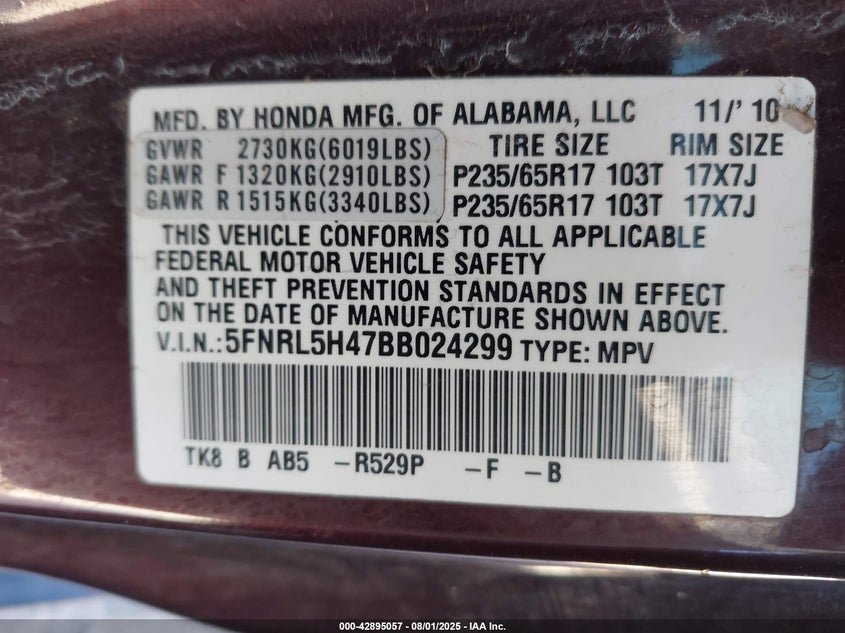 MFD. BY HONDA MFG. OF ALABAMA, LLC 11/' 10
GVWR 2730KG(6019LBS) TIRE SIZE RIM SIZE
GAWR F 1320KG(2910LBS) P235/65R17 103T 17X7J
GAWR R 1515KG(3340LBS) P235/65R17 103T 17X7J
THIS VEHICLE CONFORMS TO ALL APPLICABLE
FEDERAL MOTOR VEHICLE SAFETY
AND THEFT PREVENTION STANDARDS IN EFFECT
ON THE DATE OF MANUFACTURE SHOWN ABOVE.
V.I.N.:5FNRL5H47BB024299 TYPE: MPV
TK8 B AB5 -R529P -F -B
000-42895057 - 08/01/2025 - IAA Inc.